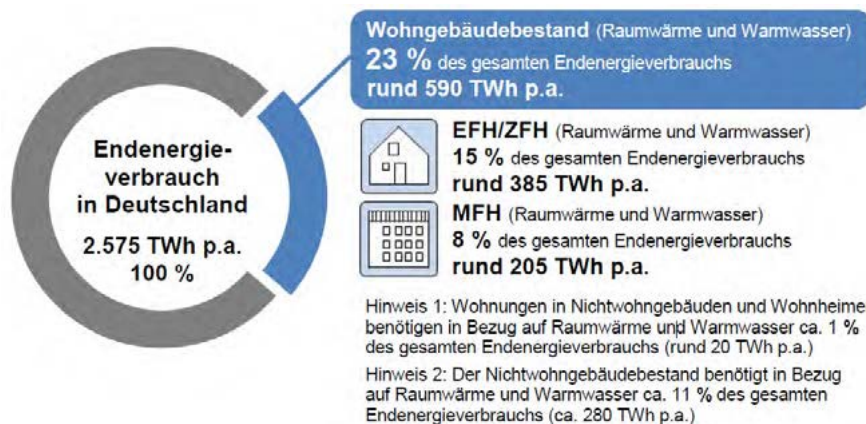 Endenergie-
verbrauch
in Deutschland
2.575 TWh p.a.
100 %
Wohngebäudebestand (Raumwärme und Warmwasser)
23 % des gesamten Endenergieverbrauchs
rund 590 TWh p.a.
EFH/ZFH (Raumwärme und Warmwasser)
15 % des gesamten Endenergieverbrauchs
rund 385 TWh p.a.
MFH (Raumwärme und Warmwasser)
8 % des gesamten Endenergieverbrauchs
rund 205 TWh p.a.
Hinweis 1: Wohnungen in Nichtwohngebäuden und Wohnheime
benötigen in Bezug auf Raumwärme und Warmwasser ca. 1 %
des gesamten Endenergieverbrauchs (rund 20 TWh p.a.)
Hinweis 2: Der Nichtwohngebäudebestand benötigt in Bezug
auf Raumwärme und Warmwasser ca. 11 % des gesamten
Endenergieverbrauchs (ca. 280 TWh p.a.)